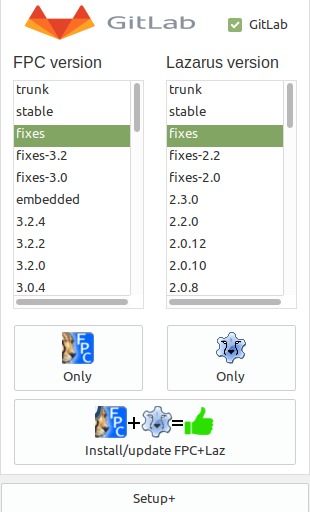 GitLab
GitLab
FPC version
Lazarus version
trunk
stable
fixes
fixes-3.2
fixes-3.0
embedded
3.2.4
3.2.2
3.2.0
3.0.4
trunk
stable
fixes
fixes-2.2
fixes-2.0
2.3.0
2.2.0
2.0.12
2.0.10
2.0.8
FPC
Only
Only
FPC + =
Install/update FPC+Laz
Setup+